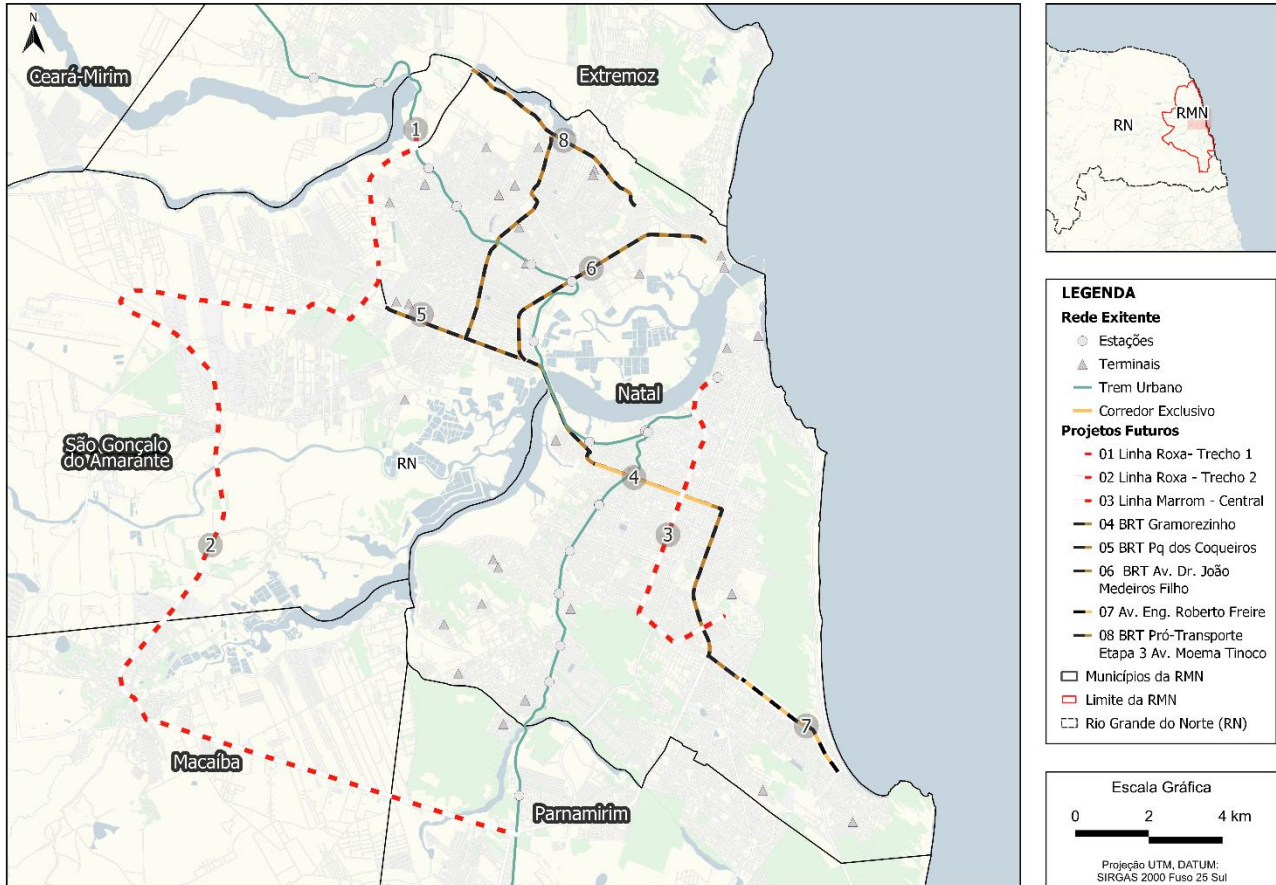 N
Ceará-Mirim
Extremoz
1
8
6
5
Natal
São Gonçalo
do Amarante
RN
4
3
2
7
Macaíba
Parnamirim
RN
RMN
LEGENDA
Rede Exitente
Estações
Terminais
Trem Urbano
Corredor Exclusivo
Projetos Futuros
01 Linha Roxa- Trecho 1
02 Linha Roxa - Trecho 2
03 Linha Marrom - Central
04 BRT Gramorezinho
05 BRT Pq dos Coqueiros
06 BRT Av. Dr. João
Medeiros Filho
07 Av. Eng. Roberto Freire
08 BRT Pró-Transporte
Etapa 3 Av. Moema Tinoco
Municípios da RMN
Limite da RMN
Rio Grande do Norte (RN)
Escala Gráfica
0 2 4 km
Projeção UTM, DATUM:
SIRGAS 2000 Fuso 25 Sul